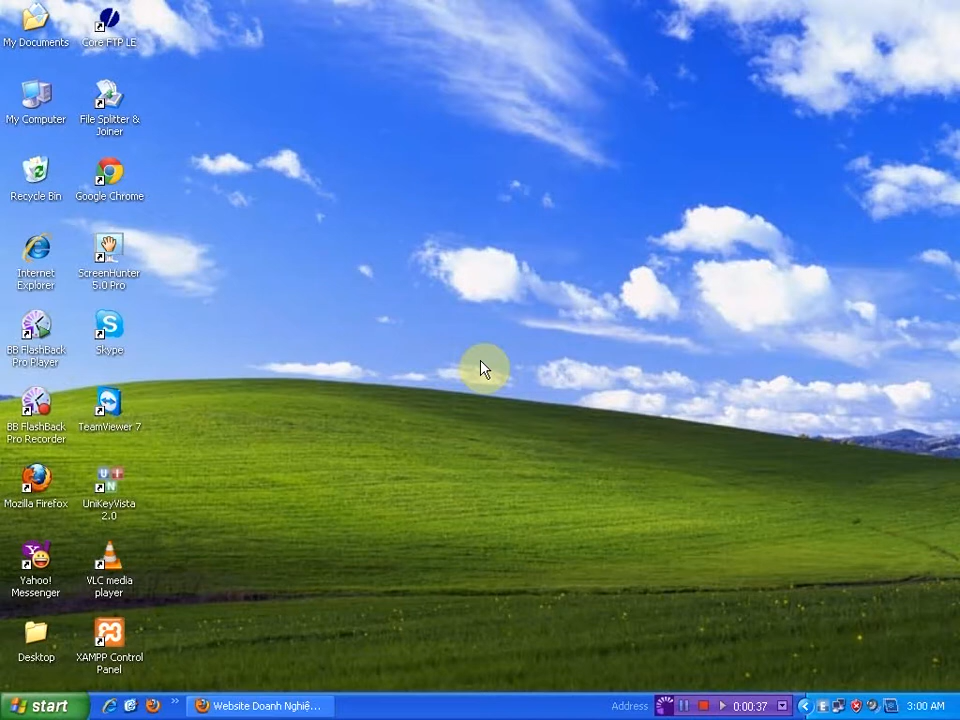 My Documents
Core FTP LE
My Computer
File Splitter &
Joiner
Recycle Bin
Google Chrome
Internet
Explorer
ScreenHunter
5.0 Pro
BB FlashBack
Pro Player
Skype
BB FlashBack
Pro Recorder
TeamViewer 7
Mozilla Firefox
UniKeyVista
2.0
Yahoo!
Messenger
VLC media
player
Desktop
XAMPP Control
Panel
start
Website Doanh Nghiệ...
Address
0:00:37
3:00 AM